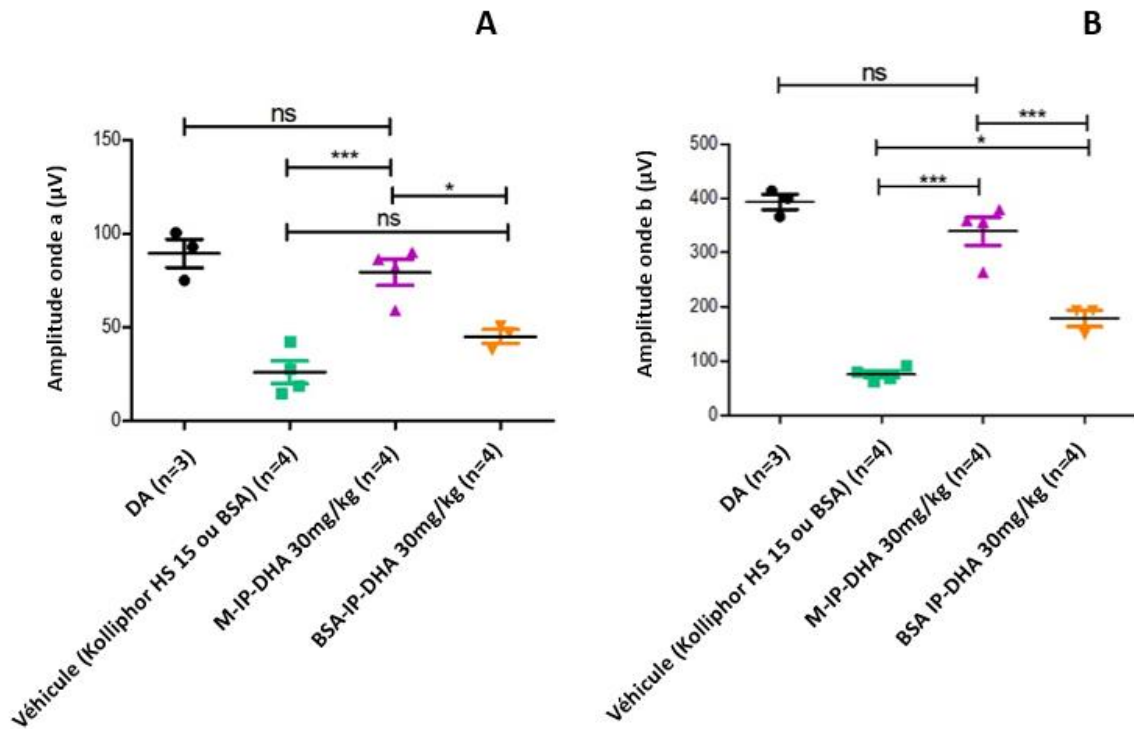 A
ns
***
*
ns
Amplitude onde a (µV)
150
100
50
0
DA (n=3)
Véhicule (Kolliphor HS 15 ou BSA) (n=4)
M-IP-DHA 30mg/kg (n=4)
BSA-IP-DHA 30mg/kg (n=4)
B
ns
***
*
***
Amplitude onde b (µV)
500
400
300
200
100
0
DA (n=3)
Véhicule (Kolliphor HS 15 ou BSA) (n=4)
M-IP-DHA 30mg/kg (n=4)
BSA IP-DHA 30mg/kg (n=4)